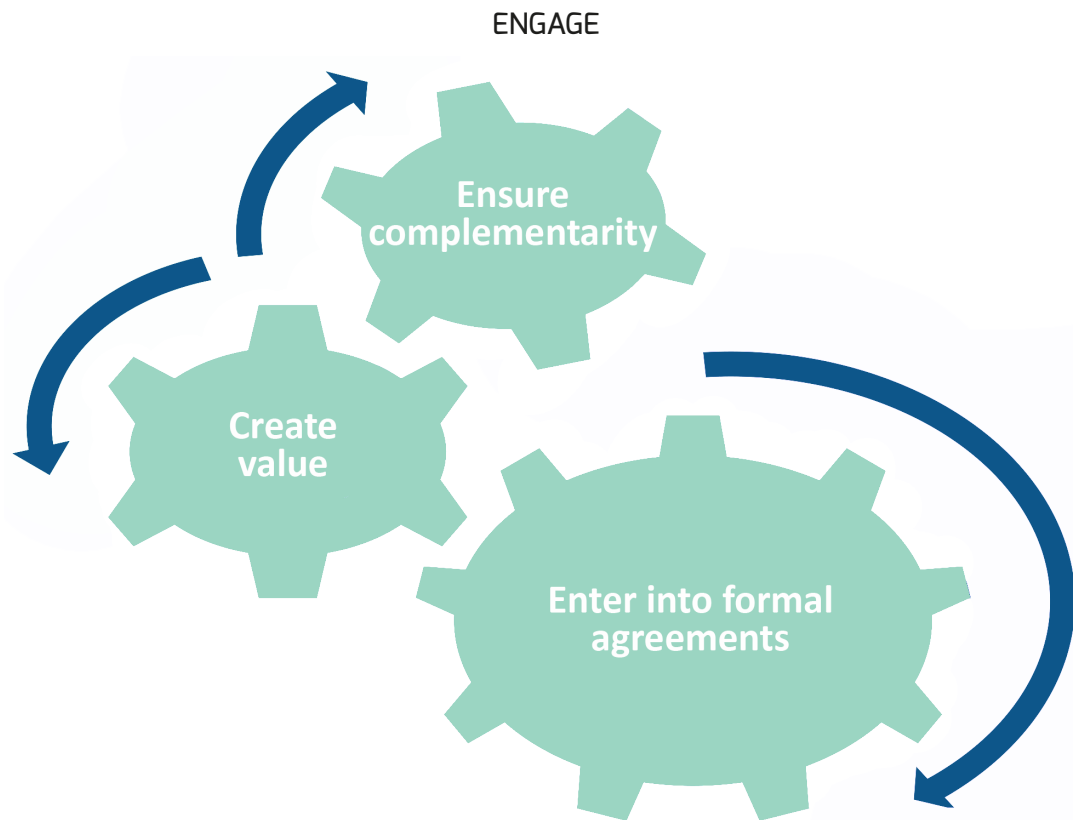 ENGAGE
Ensure
complementarity
Create
value
Enter into formal
agreements